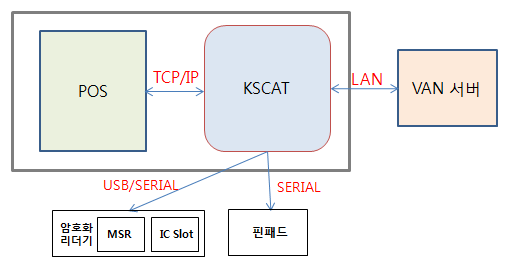 POS
TCP/IP
KSCAT
LAN
VAN 서버
USB/SERIAL
SERIAL
암호화
리더기
MSR
IC Slot
핀패드